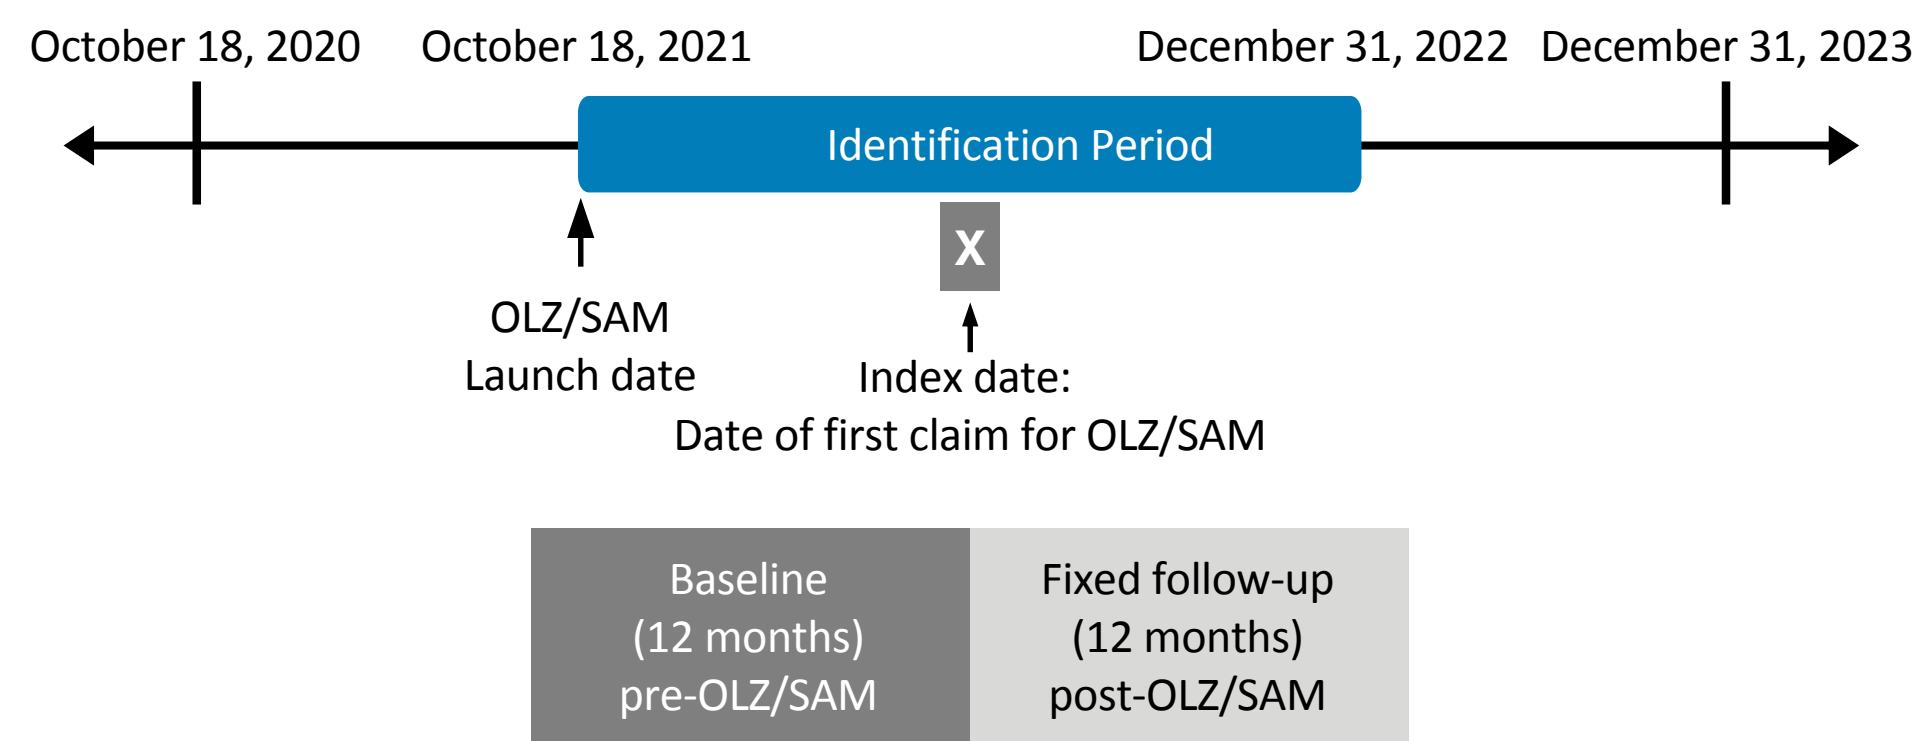 October 18, 2020
October 18, 2021
December 31, 2022
December 31, 2023
Identification Period
X
OLZ/SAM
Launch date
Index date:
Date of first claim for OLZ/SAM
Baseline
(12 months)
pre-OLZ/SAM
Fixed follow-up
(12 months)
post-OLZ/SAM